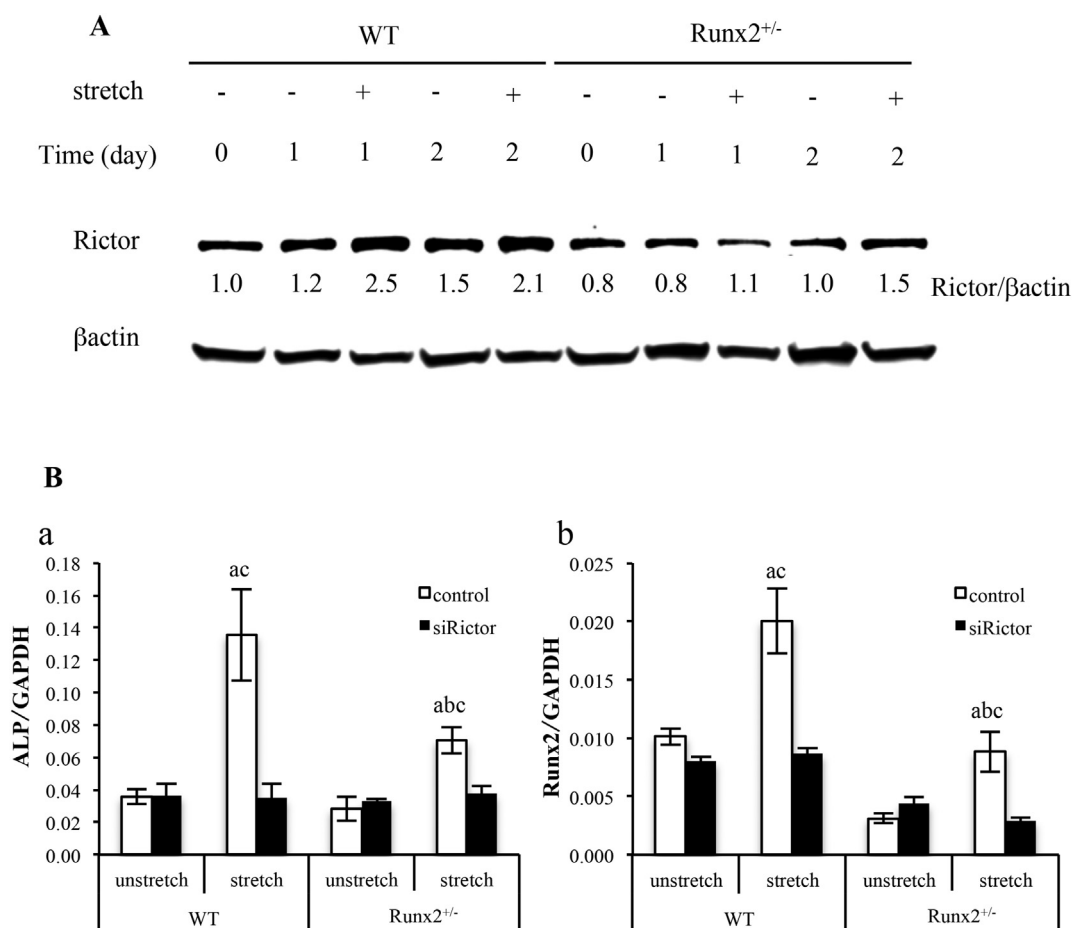 A
WT Runx2+/-
stretch - - + - + - - + - +
Time (day) 0 1 1 2 2 0 1 1 2 2
Rictor
1.0 1.2 2.5 1.5 2.1 0.8 0.8 1.1 1.0 1.5 Rictor/βactin
βactin
B
a
ALP/GAPDH
0.18
0.16
0.14
0.12
0.10
0.08
0.06
0.04
0.02
0.00
ac
abc
control
siRictor
unstretch stretch unstretch stretch
WT Runx2+/-
b
Runx2/GAPDH
0.025
0.020
0.015
0.010
0.005
0.000
ac
abc
control
siRictor
unstretch stretch unstretch stretch
WT Runx2+/-